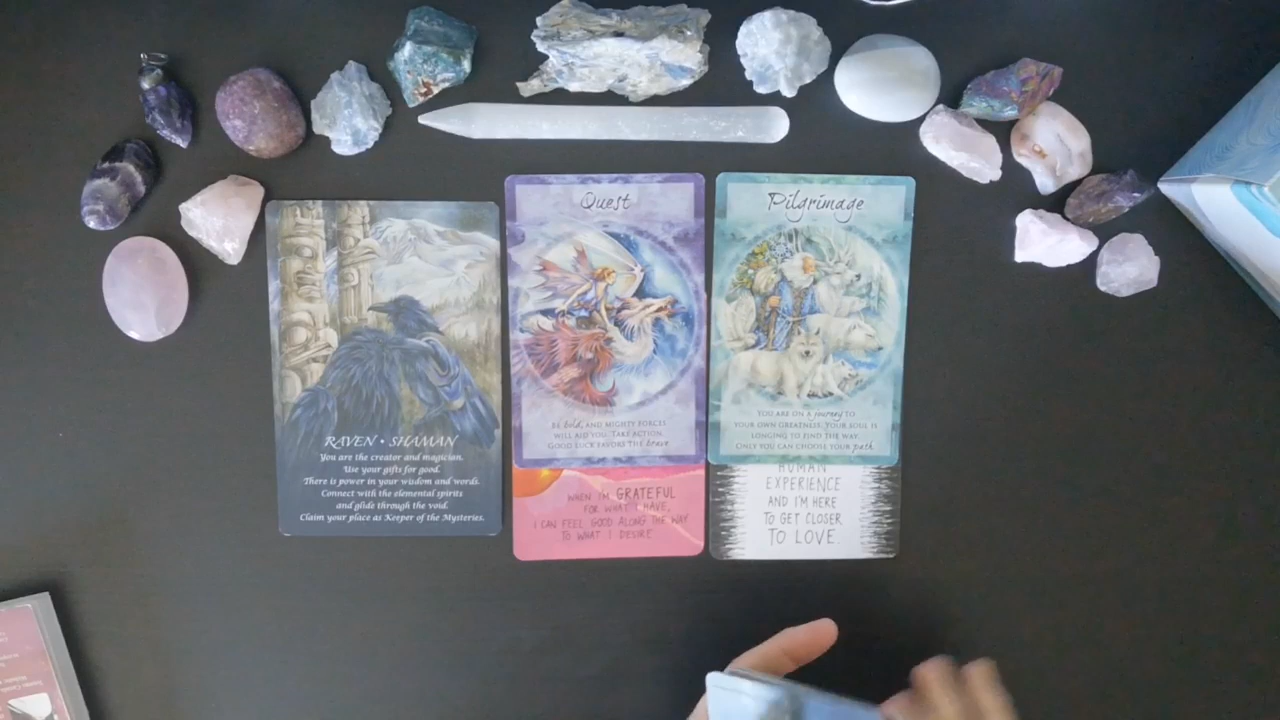 RAVEN • SHAMAN
You are the creator and magician.
Use your gifts for good.
There is power in your wisdom and words.
Connect with the elemental spirits
and glide through the void.
Claim your place as Keeper of the Mysteries.
Quest
BE bold, AND MIGHTY FORCES
WILL AID YOU. TAKE ACTION.
GOOD LUCK FAVORS THE brave
WHEN I'M GRATEFUL
FOR WHAT I HAVE,
I CAN FEEL GOOD ALONG THE WAY
TO WHAT I DESIRE.
Pilgrimage
YOU ARE ON A journey TO
YOUR OWN GREATNESS. YOUR SOUL IS
LONGING TO FIND THE WAY.
ONLY YOU CAN CHOOSE YOUR path
HUMAN
EXPERIENCE
AND I'M HERE
TO GET CLOSER
TO LOVE.